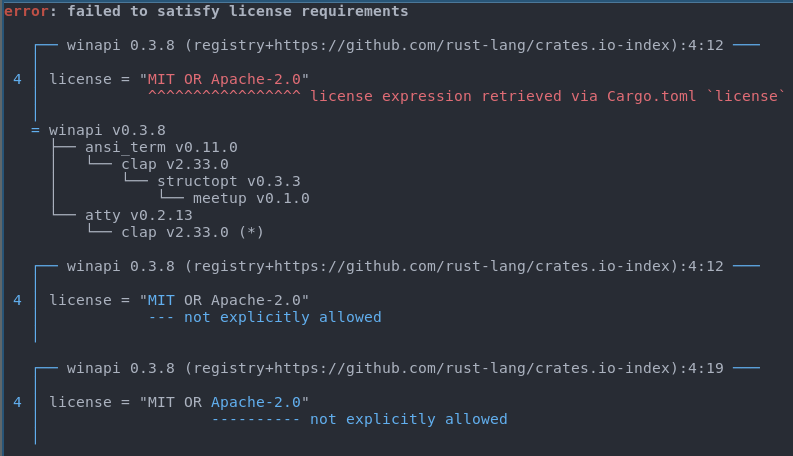 error: failed to satisfy license requirements
┌── winapi 0.3.8 (registry+https://github.com/rust-lang/crates.io-index):4:12 ──
4 │ license = "MIT OR Apache-2.0"
│ ^^^^^^^^^^^^^^^^^ license expression retrieved via Cargo.toml `license`
= winapi v0.3.8
├── ansi_term v0.11.0
│   └── clap v2.33.0
│       └── structopt v0.3.3
│           └── meetup v0.1.0
└── atty v0.2.13
└── clap v2.33.0 (*)
┌── winapi 0.3.8 (registry+https://github.com/rust-lang/crates.io-index):4:12 ──
4 │ license = "MIT OR Apache-2.0"
│ --- not explicitly allowed
┌── winapi 0.3.8 (registry+https://github.com/rust-lang/crates.io-index):4:19 ──
4 │ license = "MIT OR Apache-2.0"
│ ---------- not explicitly allowed